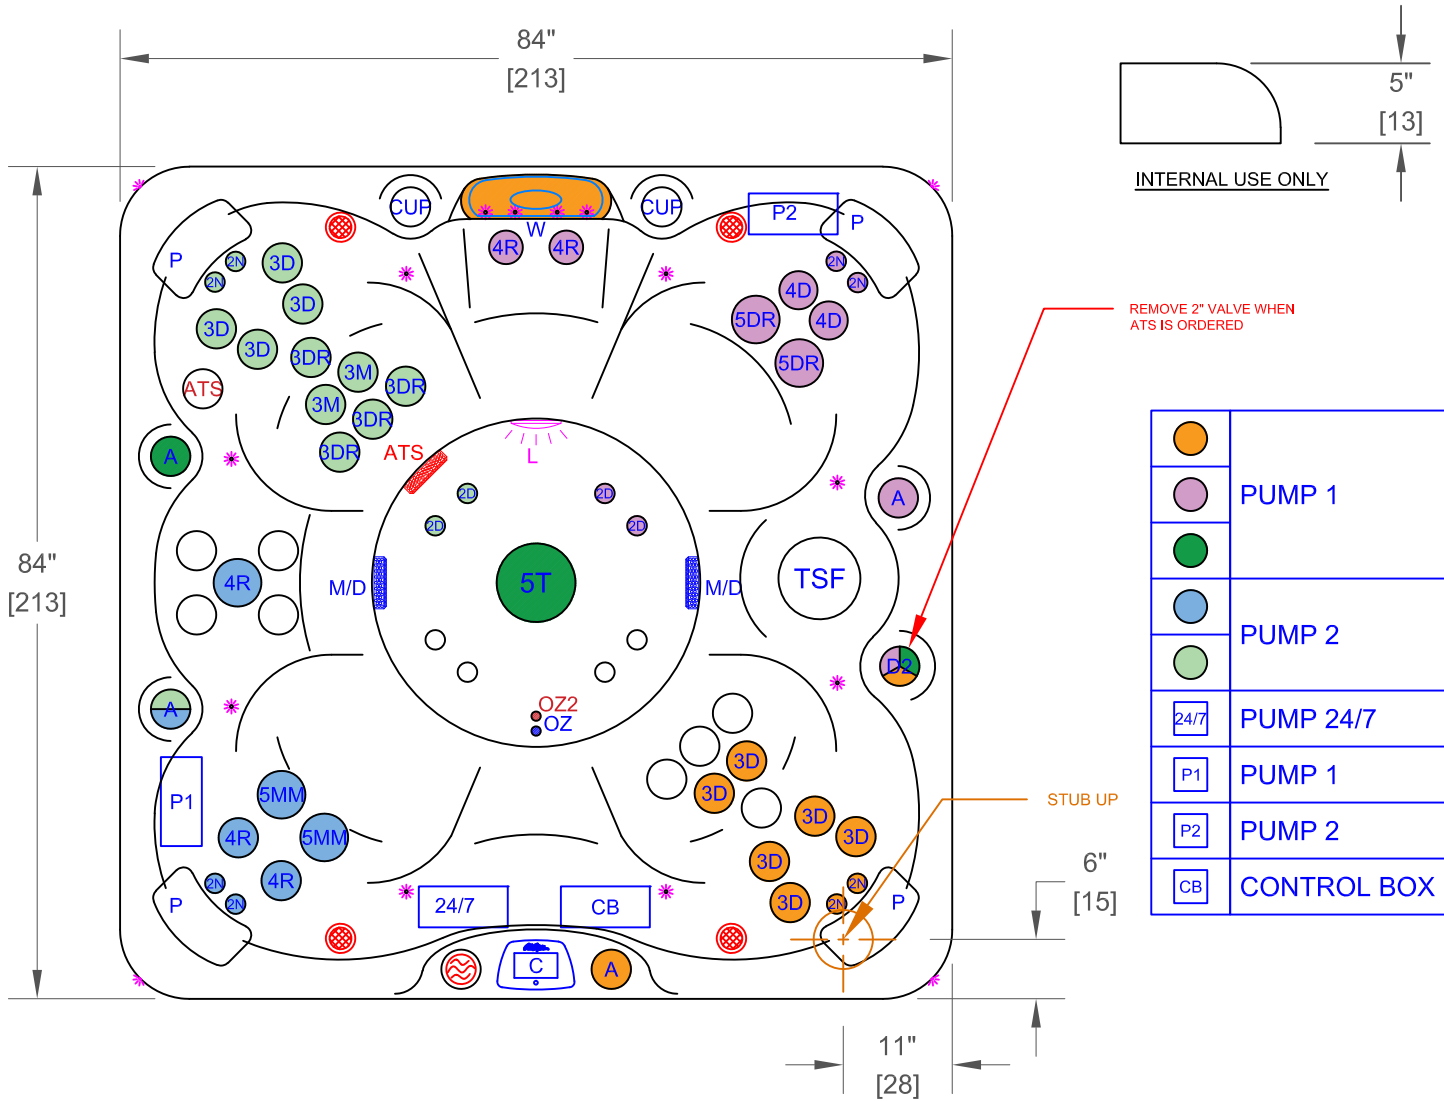 84"
[213]
5"
[13]
INTERNAL USE ONLY
CUP
CUP
P2
P
P
W
4R
4R
2N
2N
3D
2N
2N
3D
4D
5DR
4D
3D
3D
3DR
5DR
3M
3DR
ATS
3M
3DR
3DR
ATS
L
A
A
2D
2D
2D
2D
REMOVE 2" VALVE WHEN
ATS IS ORDERED
PUMP 1
PUMP 2
24/7
PUMP 24/7
P1
PUMP 1
P2
PUMP 2
CB
CONTROL BOX
84"
[213]
4R
M/D
5T
M/D
TSF
D2
A
OZ2
OZ
P1
5MM
4R
5MM
4R
2N
2N
P
3D
3D
3D
3D
3D
3D
2N
2N
P
STUB UP
24/7
CB
C
A
6"
[15]
11"
[28]